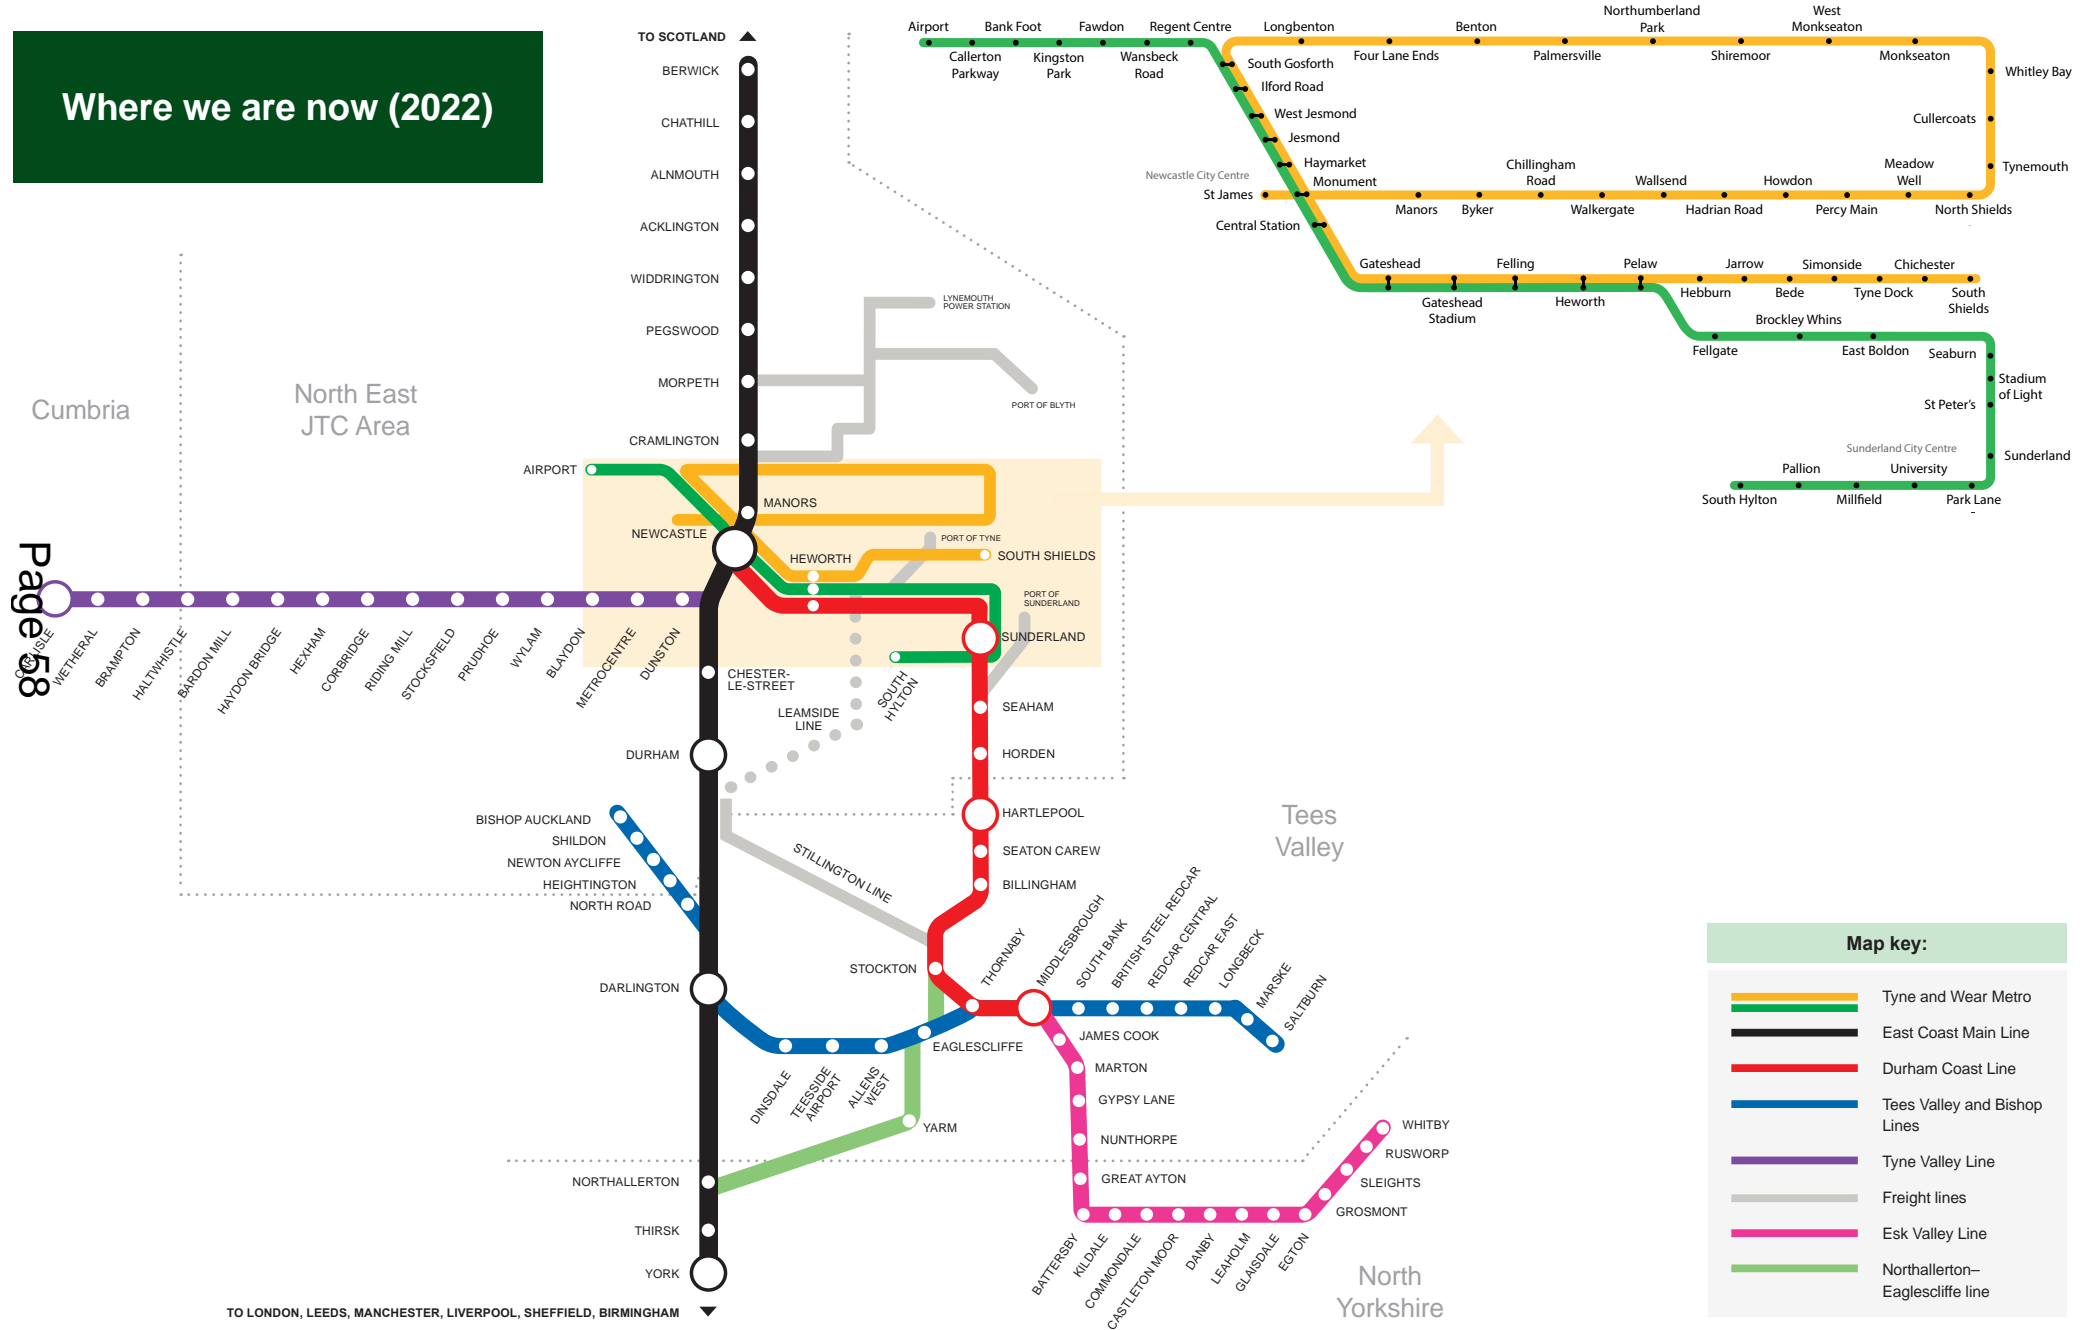 Where we are now (2022)
TO SCOTLAND
BERWICK
CHATHILL
ALNMOUTH
ACKLINGTON
WIDDRINGTON
PEGSWOOD
MORPETH
CRAMLINGTON
MANORS
NEWCASTLE
AIRPORT
HEWORTH
SOUTH SHIELDS
SUNDERLAND
SOUTH
HYLTON
LYNEMOUTH
POWER STATION
PORT OF BLYTH
PORT OF TYNE
PORT OF
SUNDERLAND
Cumbria
North East
JTC Area
Page 58
CARLISLE
WETHERAL
BRAMPTON
HALTWHISTLE
BARDON MILL
HAYDON BRIDGE
HEXHAM
CORBRIDGE
RIDING MILL
STOCKSFIELD
PRUDHOE
WYLAM
BLAYDON
METROCENTRE
DUNSTON
CHESTER-
LE-STREET
LEAMSIDE
LINE
DURHAM
SEAHAM
HORDEN
HARTLEPOOL
SEATON CAREW
BILLINGHAM
BISHOP AUCKLAND
SHILDON
NEWTON AYCLIFFE
HEIGHTINGTON
NORTH ROAD
STILLINGTON LINE
STOCKTON
THORNABY
MIDDLESBROUGH
SOUTH BANK
BRITISH STEEL REDCAR
REDCAR CENTRAL
REDCAR EAST
LONGBECK
MARSKE
SALTBURN
DARLINGTON
DINSDALE
TEESSIDE
AIRPORT
ALLENS
WEST
EAGLESCLIFFE
YARM
JAMES COOK
MARTON
GYPSY LANE
NUNTHORPE
GREAT AYTON
BATTERSBY
KILDALE
COMMONDALE
CASTLETON MOOR
DANBY
LEAHOLM
GLAISDALE
EGTON
GROSMONT
SLEIGHTS
RUSWORP
WHITBY
NORTHALLERTON
THIRSK
YORK
TO LONDON, LEEDS, MANCHESTER, LIVERPOOL, SHEFFIELD, BIRMINGHAM
Tees
Valley
North
Yorkshire
Airport
Callerton
Parkway
Bank Foot
Kingston
Park
Fawdon
Wansbeck
Road
Regent Centre
Longbenton
Four Lane Ends
Benton
Palmersville
Northumberland
Park
Shiremoor
West
Monkseaton
Monkseaton
Whitley Bay
Cullercoats
Tynemouth
South Gosforth
Ilford Road
West Jesmond
Jesmond
Haymarket
Monument
Newcastle City Centre
St James
Central Station
Manors
Byker
Chillingham
Road
Walkergate
Wallsend
Hadrian Road
Howdon
Percy Main
Meadow
Well
North Shields
Gateshead
Gateshead
Stadium
Felling
Heworth
Pelaw
Hebburn
Jarrow
Bede
Simonside
Tyne Dock
Chichester
South
Shields
Fellgate
Brockley Whins
East Boldon
Seaburn
Stadium
of Light
St Peter's
Sunderland City Centre
Sunderland
Park Lane
University
Millfield
Pallion
South Hylton
Map key:
Tyne and Wear Metro
East Coast Main Line
Durham Coast Line
Tees Valley and Bishop
Lines
Tyne Valley Line
Freight lines
Esk Valley Line
Northallerton–
Eaglescliffe line